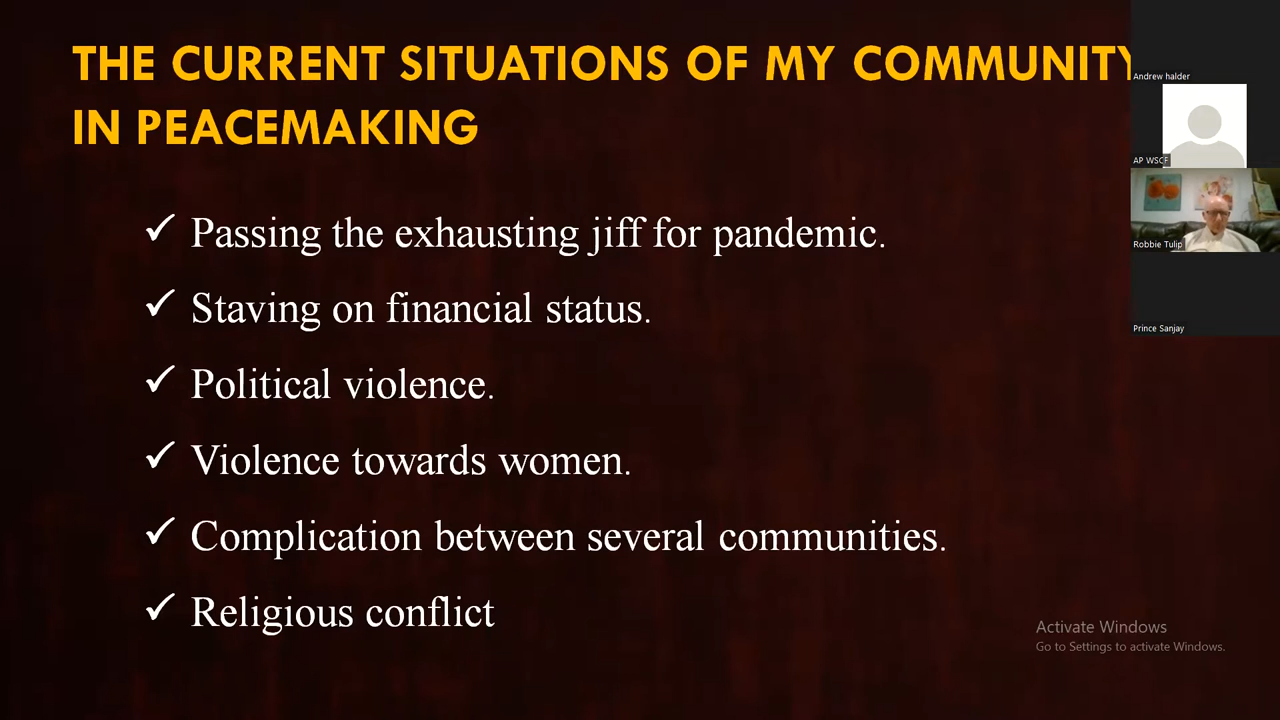 THE CURRENT SITUATIONS OF MY COMMUNITY
IN PEACEMAKING
✓ Passing the exhausting jiff for pandemic.
✓ Staving on financial status.
✓ Political violence.
✓ Violence towards women.
✓ Complication between several communities.
✓ Religious conflict
Andrew halder
AP WSCF
Robbie Tulip
Prince Sanjay
Activate Windows
Go to Settings to activate Windows.